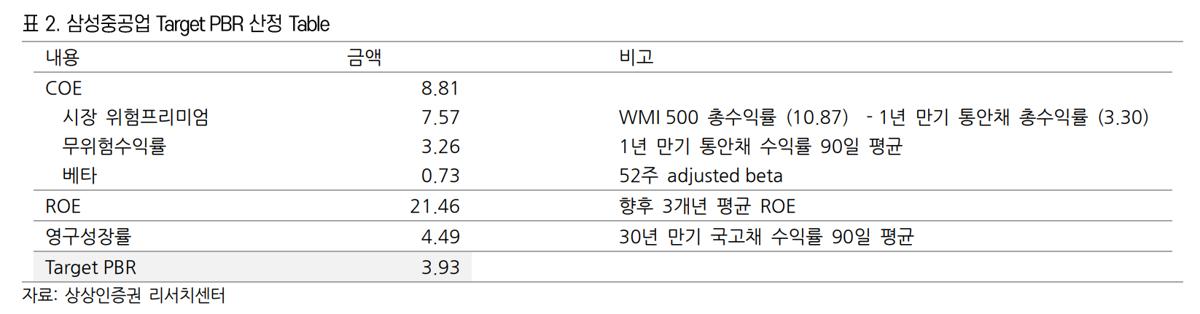 표 2. 삼성중공업 Target PBR 산정 Table
내용 금액 비고
COE 8.81
시장 위험프리미엄 7.57 WMI 500 총수익률 (10.87) - 1년 만기 통안채 총수익률 (3.30)
무위험수익률 3.26 1년 만기 통안채 수익률 90일 평균
베타 0.73 52주 adjusted beta
ROE 21.46 향후 3개년 평균 ROE
영구성장률 4.49 30년 만기 국고채 수익률 90일 평균
Target PBR 3.93
자료: 상상인증권 리서치센터